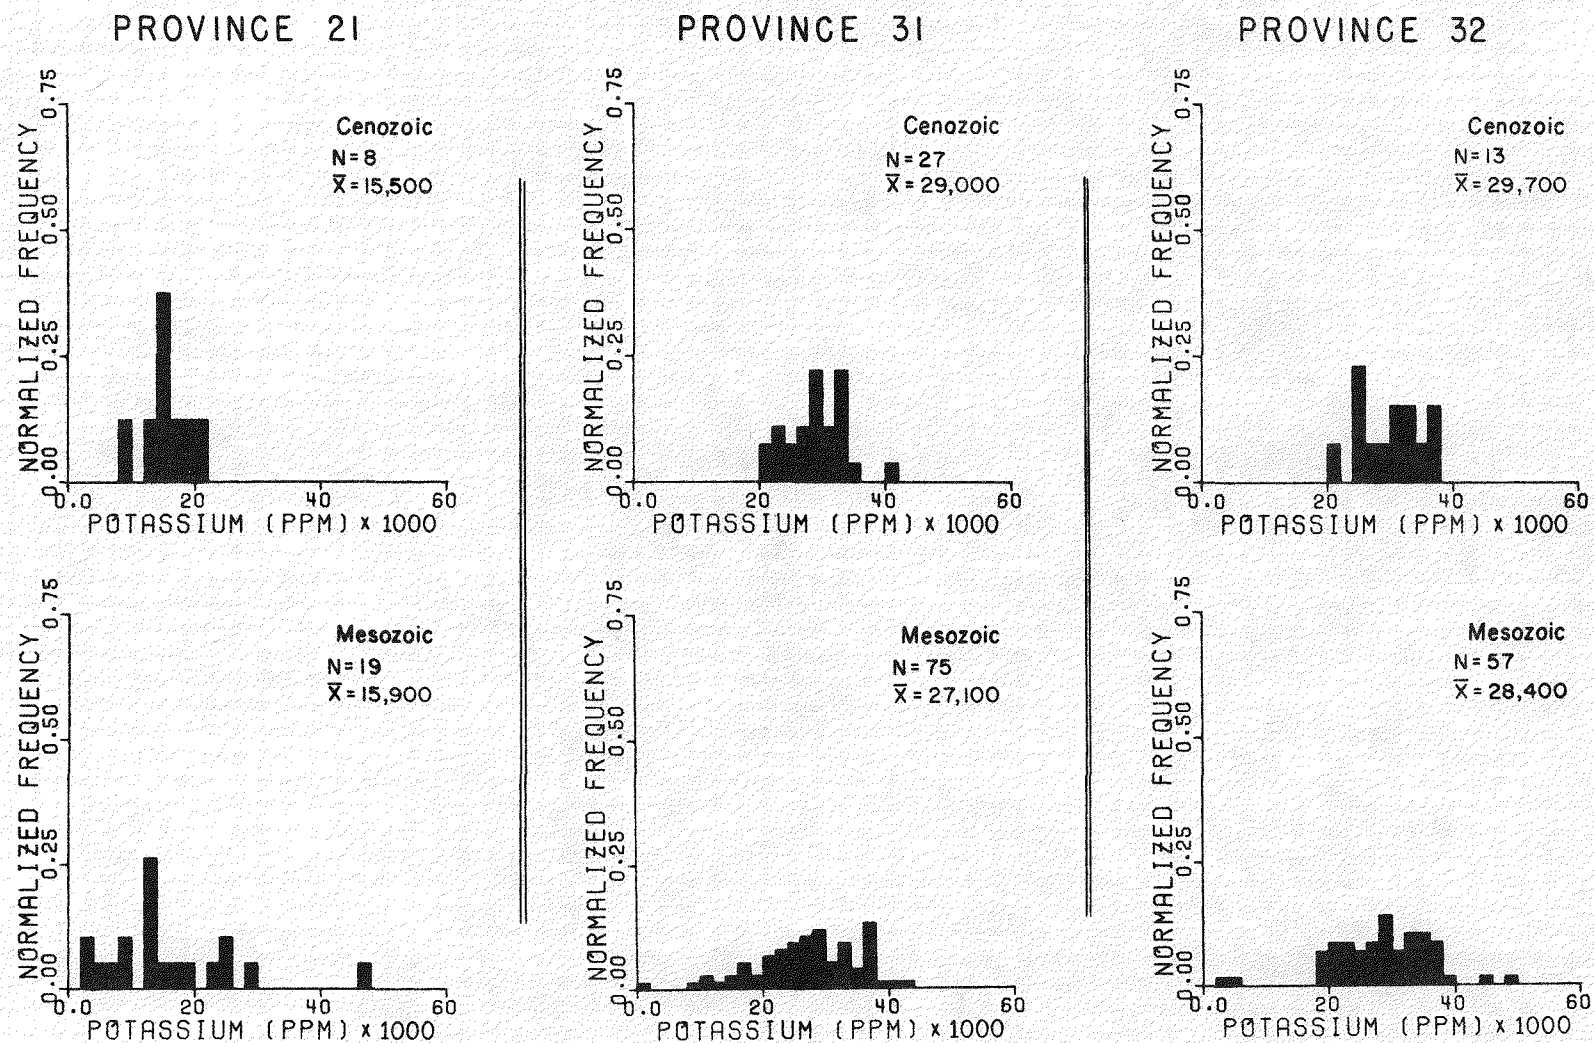 PROVINCE 21
PROVINCE 31
PROVINCE 32
NORMALIZED FREQUENCY
0.75
0.50
0.25
0.00
Cenozoic
N=8
X̅=15,500
0.0 20 40 60
POTASSIUM (PPM) x 1000
NORMALIZED FREQUENCY
0.75
0.50
0.25
0.00
Cenozoic
N=27
X̅=29,000
0.0 20 40 60
POTASSIUM (PPM) x 1000
NORMALIZED FREQUENCY
0.75
0.50
0.25
0.00
Cenozoic
N=13
X̅=29,700
0.0 20 40 60
POTASSIUM (PPM) x 1000
NORMALIZED FREQUENCY
0.75
0.50
0.25
0.00
Mesozoic
N=19
X̅=15,900
0.0 20 40 60
POTASSIUM (PPM) x 1000
NORMALIZED FREQUENCY
0.75
0.50
0.25
0.00
Mesozoic
N=75
X̅=27,100
0.0 20 40 60
POTASSIUM (PPM) x 1000
NORMALIZED FREQUENCY
0.75
0.50
0.25
0.00
Mesozoic
N=57
X̅=28,400
0.0 20 40 60
POTASSIUM (PPM) x 1000